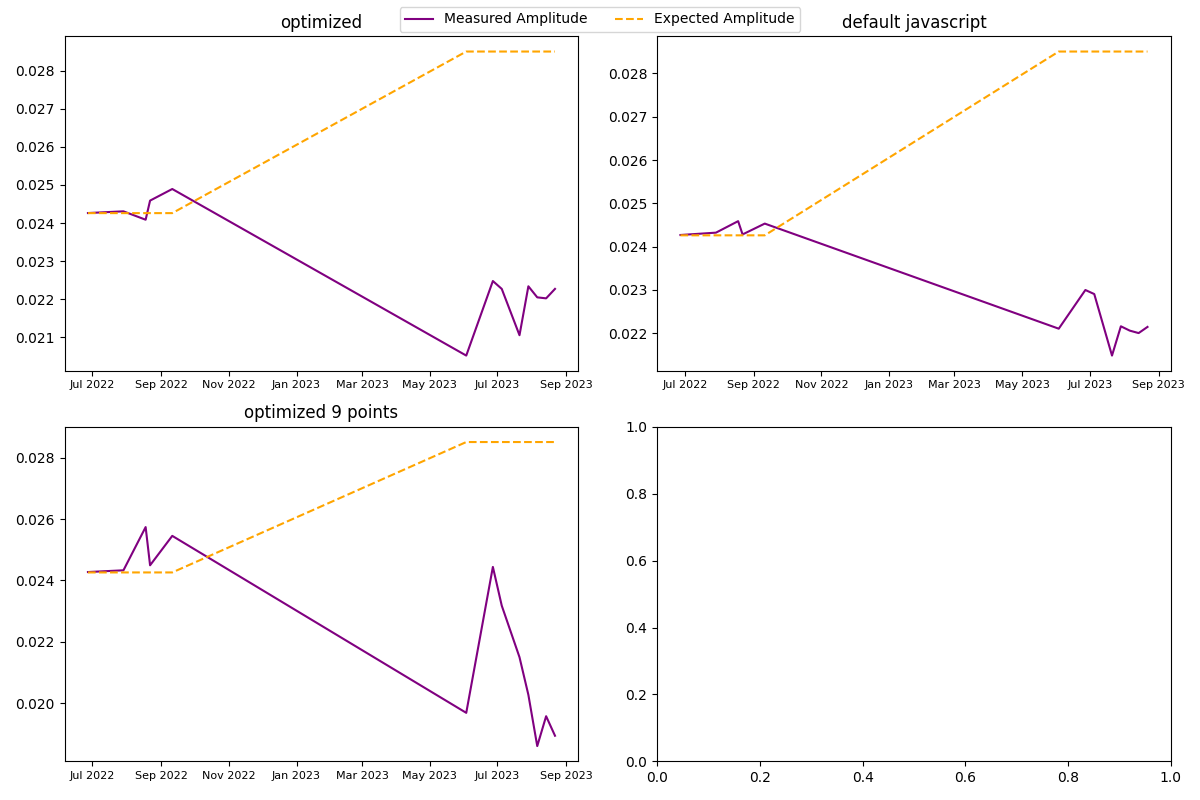 optimized
Measured Amplitude
Expected Amplitude
default javascript
0.028
0.027
0.026
0.025
0.024
0.023
0.022
0.021
Jul 2022 Sep 2022 Nov 2022 Jan 2023 Mar 2023 May 2023 Jul 2023 Sep 2023
0.028
0.027
0.026
0.025
0.024
0.023
0.022
Jul 2022 Sep 2022 Nov 2022 Jan 2023 Mar 2023 May 2023 Jul 2023 Sep 2023
optimized 9 points
0.028
0.026
0.024
0.022
0.020
Jul 2022 Sep 2022 Nov 2022 Jan 2023 Mar 2023 May 2023 Jul 2023 Sep 2023
1.0
0.8
0.6
0.4
0.2
0.0
0.0 0.2 0.4 0.6 0.8 1.0